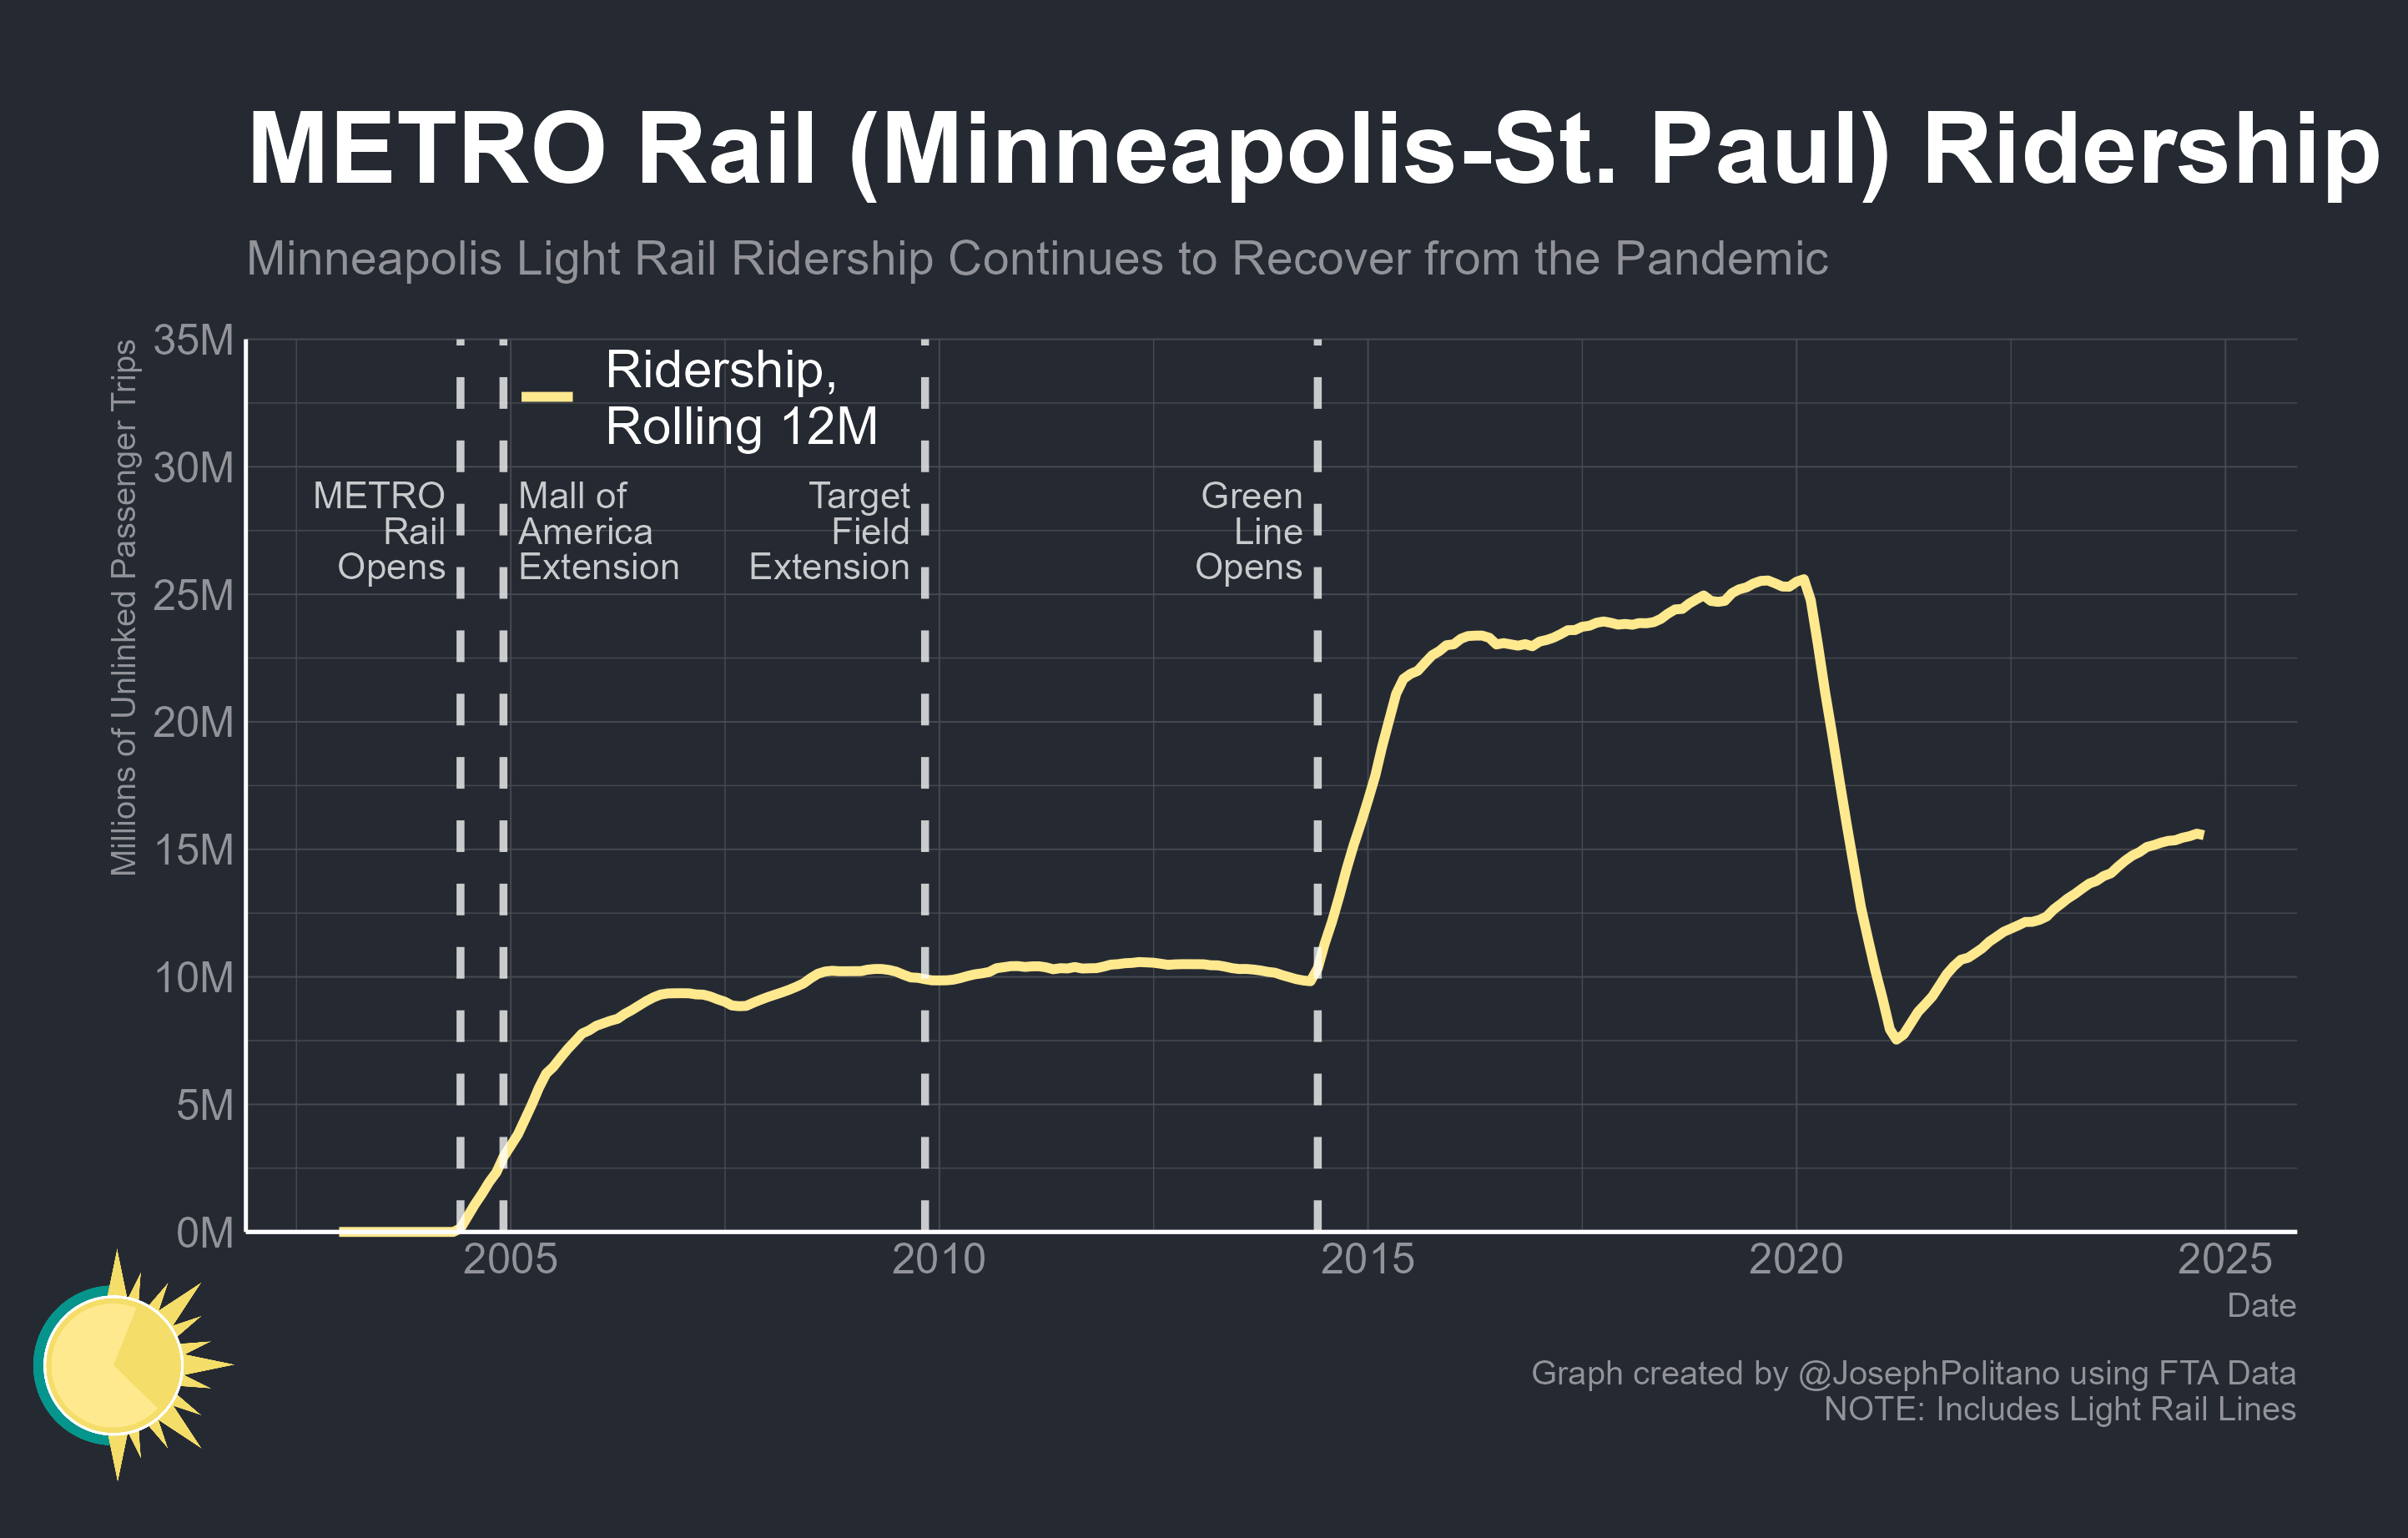 METRO Rail (Minneapolis-St. Paul) Ridership
Minneapolis Light Rail Ridership Continues to Recover from the Pandemic
Millions of Unlinked Passenger Trips
35M
30M
25M
20M
15M
10M
5M
0M
Ridership,
Rolling 12M
METRO
Rail
Opens
Mall of
America
Extension
Target
Field
Extension
Green
Line
Opens
2005
2010
2015
2020
2025
Date
Graph created by @JosephPolitano using FTA Data
NOTE: Includes Light Rail Lines